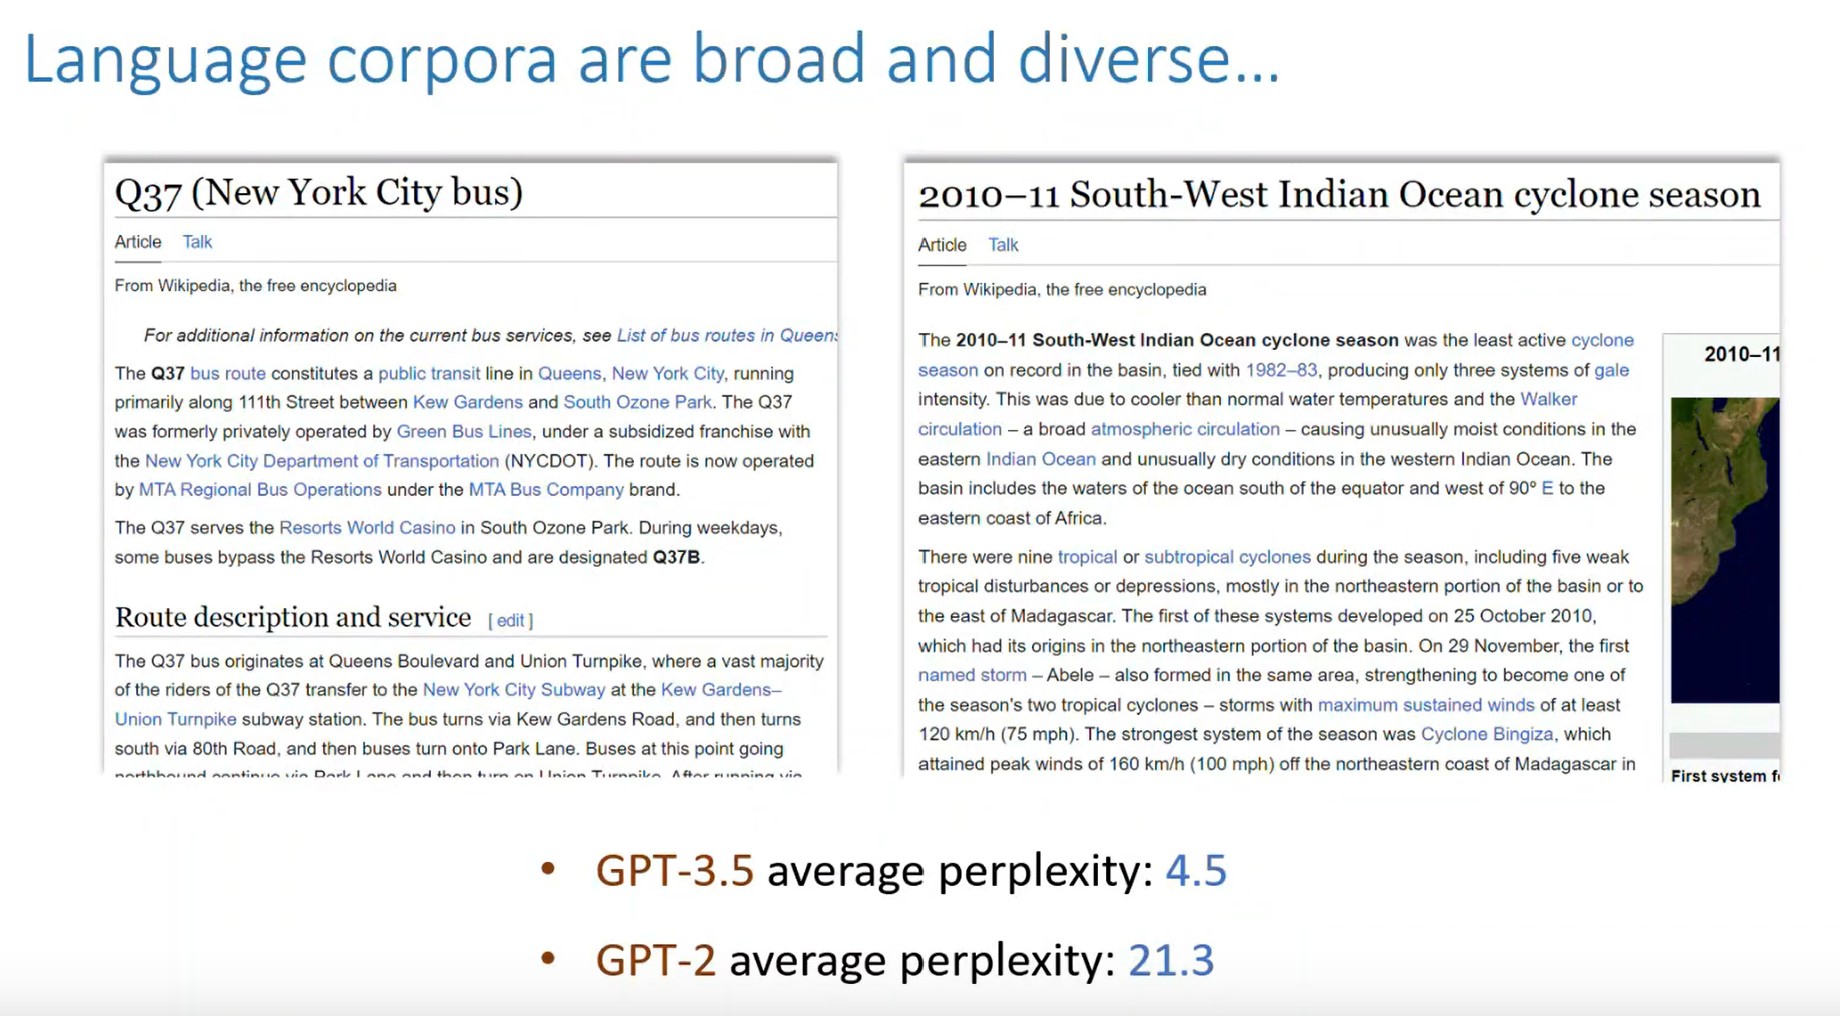 Language corpora are broad and diverse...
Q37 (New York City bus)
Article Talk
From Wikipedia, the free encyclopedia
For additional information on the current bus services, see List of bus routes in Queens
The Q37 bus route constitutes a public transit line in Queens, New York City, running
primarily along 111th Street between Kew Gardens and South Ozone Park. The Q37
was formerly privately operated by Green Bus Lines, under a subsidized franchise with
the New York City Department of Transportation (NYCDOT). The route is now operated
by MTA Regional Bus Operations under the MTA Bus Company brand.
The Q37 serves the Resorts World Casino in South Ozone Park. During weekdays,
some buses bypass the Resorts World Casino and are designated Q37B.
Route description and service [ edit ]
The Q37 bus originates at Queens Boulevard and Union Turnpike, where a vast majority
of the riders of the Q37 transfer to the New York City Subway at the Kew Gardens–
Union Turnpike subway station. The bus turns via Kew Gardens Road, and then turns
south via 80th Road, and then buses turn onto Park Lane. Buses at this point going
northbound continue via Park Lane and then turn on Union Turnpike. After running via
2010–11 South-West Indian Ocean cyclone season
Article Talk
From Wikipedia, the free encyclopedia
The 2010–11 South-West Indian Ocean cyclone season was the least active cyclone
season on record in the basin, tied with 1982–83, producing only three systems of gale
intensity. This was due to cooler than normal water temperatures and the Walker
circulation – a broad atmospheric circulation – causing unusually moist conditions in the
eastern Indian Ocean and unusually dry conditions in the western Indian Ocean. The
basin includes the waters of the ocean south of the equator and west of 90° E to the
eastern coast of Africa.
There were nine tropical or subtropical cyclones during the season, including five weak
tropical disturbances or depressions, mostly in the northeastern portion of the basin or to
the east of Madagascar. The first of these systems developed on 25 October 2010,
which had its origins in the northeastern portion of the basin. On 29 November, the first
named storm – Abele – also formed in the same area, strengthening to become one of
the season's two tropical cyclones – storms with maximum sustained winds of at least
120 km/h (75 mph). The strongest system of the season was Cyclone Bingiza, which
attained peak winds of 160 km/h (100 mph) off the northeastern coast of Madagascar in
2010–11
First system
• GPT-3.5 average perplexity: 4.5
• GPT-2 average perplexity: 21.3